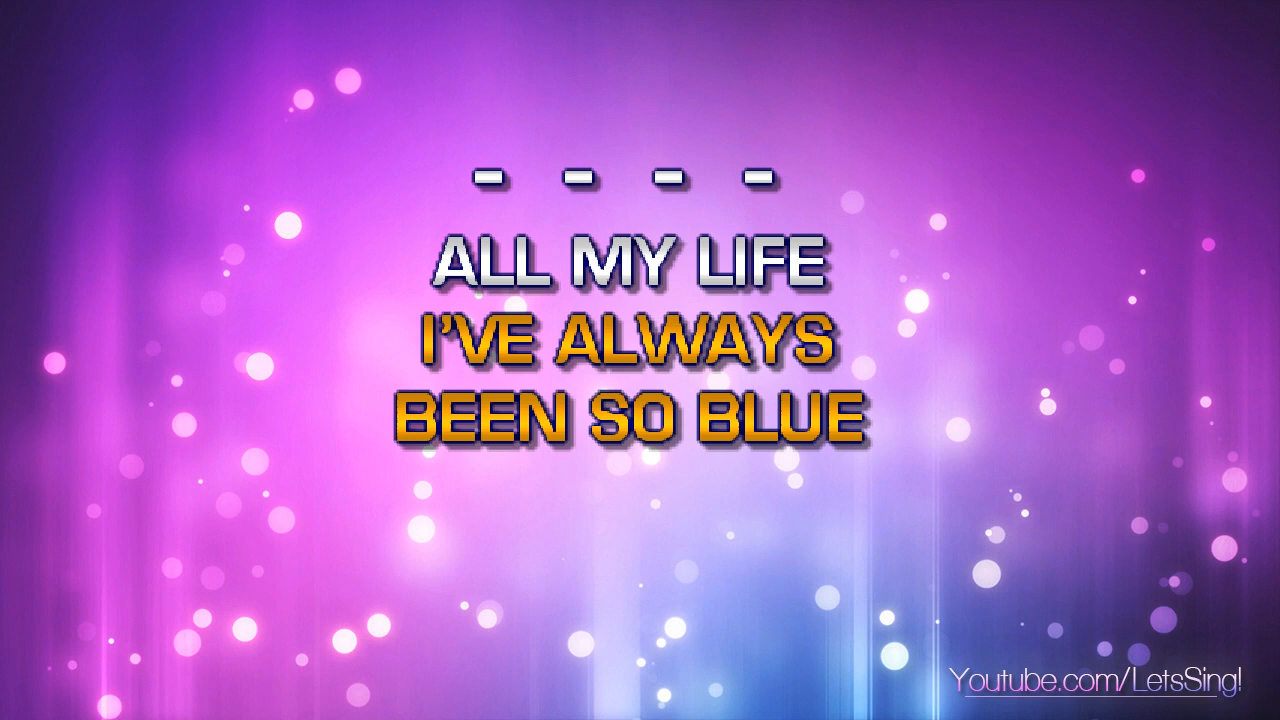 - - - -
ALL MY LIFE
I'VE ALWAYS
BEEN SO BLUE
Youtube.com/LetsSing!